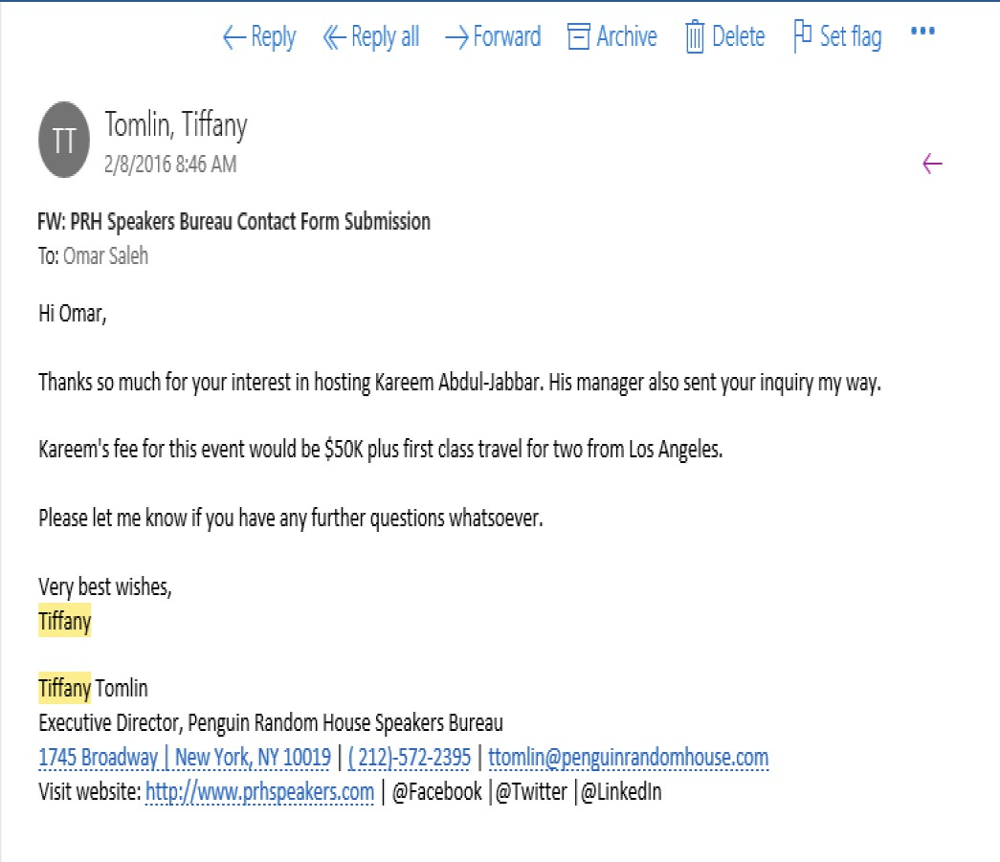 Reply Reply all Forward Archive Delete Set flag •••
TT
Tomlin, Tiffany
2/8/2016 8:46 AM
FW: PRH Speakers Bureau Contact Form Submission
To: Omar Saleh
Hi Omar,
Thanks so much for your interest in hosting Kareem Abdul-Jabbar. His manager also sent your inquiry my way.
Kareem's fee for this event would be $50K plus first class travel for two from Los Angeles.
Please let me know if you have any further questions whatsoever.
Very best wishes,
Tiffany
Tiffany Tomlin
Executive Director, Penguin Random House Speakers Bureau
1745 Broadway | New York, NY 10019 | ( 212)-572-2395 | ttomlin@penguinrandomhouse.com
Visit website: http://www.prhspeakers.com | @Facebook |@Twitter |@LinkedIn